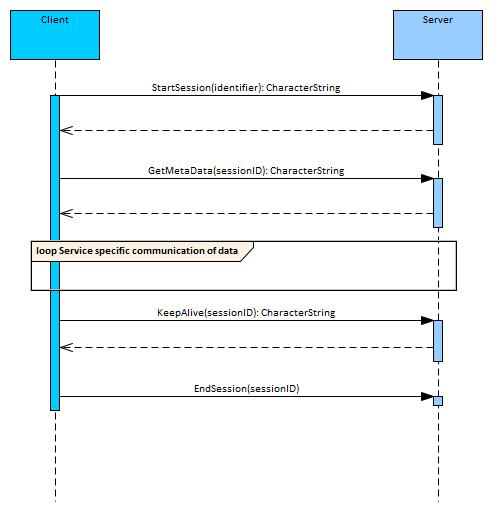 Client
Server
StartSession(identifier): CharacterString
GetMetaData(sessionID): CharacterString
loop Service specific communication of data
KeepAlive(sessionID): CharacterString
EndSession(sessionID)